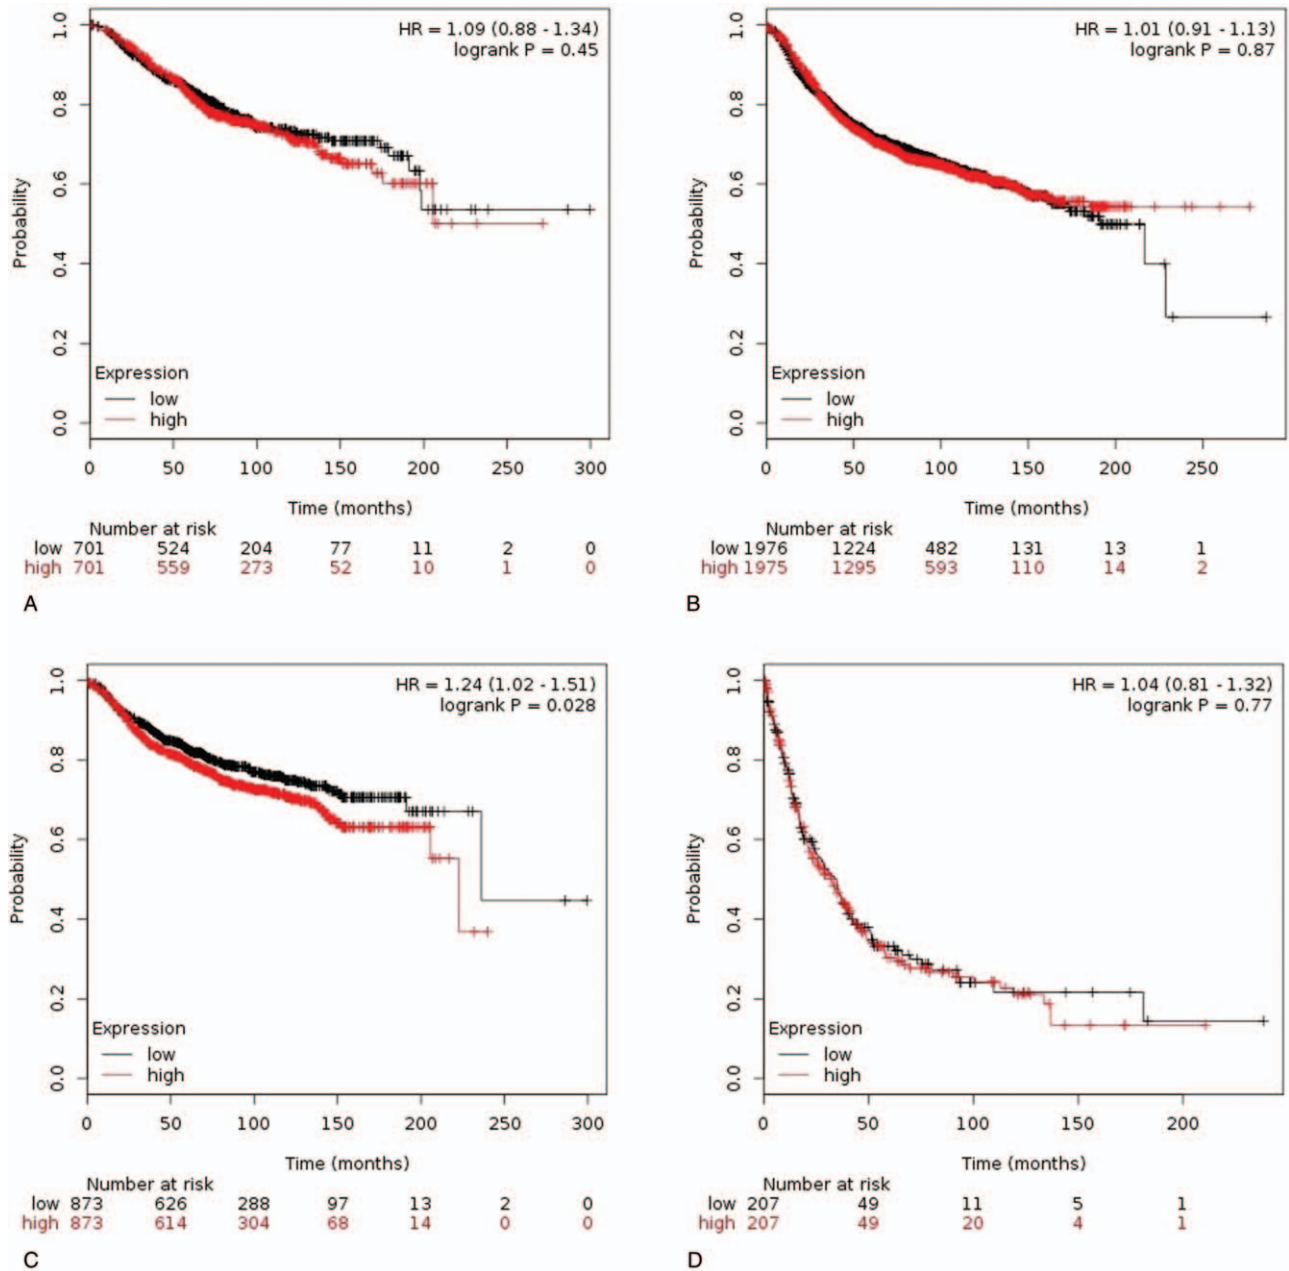 HR = 1.09 (0.88 - 1.34)
logrank P = 0.45
Probability
1.0
0.8
0.6
0.4
0.2
0.0
Expression
low
high
0 50 100 150 200 250 300
Time (months)
Number at risk
low 701 524 204 77 11 2 0
high 701 559 273 52 10 1 0
A
HR = 1.01 (0.91 - 1.13)
logrank P = 0.87
Probability
1.0
0.8
0.6
0.4
0.2
0.0
Expression
low
high
0 50 100 150 200 250
Time (months)
Number at risk
low 1976 1224 482 131 13 1
high 1975 1295 593 110 14 2
B
HR = 1.24 (1.02 - 1.51)
logrank P = 0.028
Probability
1.0
0.8
0.6
0.4
0.2
0.0
Expression
low
high
0 50 100 150 200 250 300
Time (months)
Number at risk
low 873 626 288 97 13 2 0
high 873 614 304 68 14 0 0
C
HR = 1.04 (0.81 - 1.32)
logrank P = 0.77
Probability
1.0
0.8
0.6
0.4
0.2
0.0
Expression
low
high
0 50 100 150 200
Time (months)
Number at risk
low 207 49 11 5 1
high 207 49 20 4 1
D